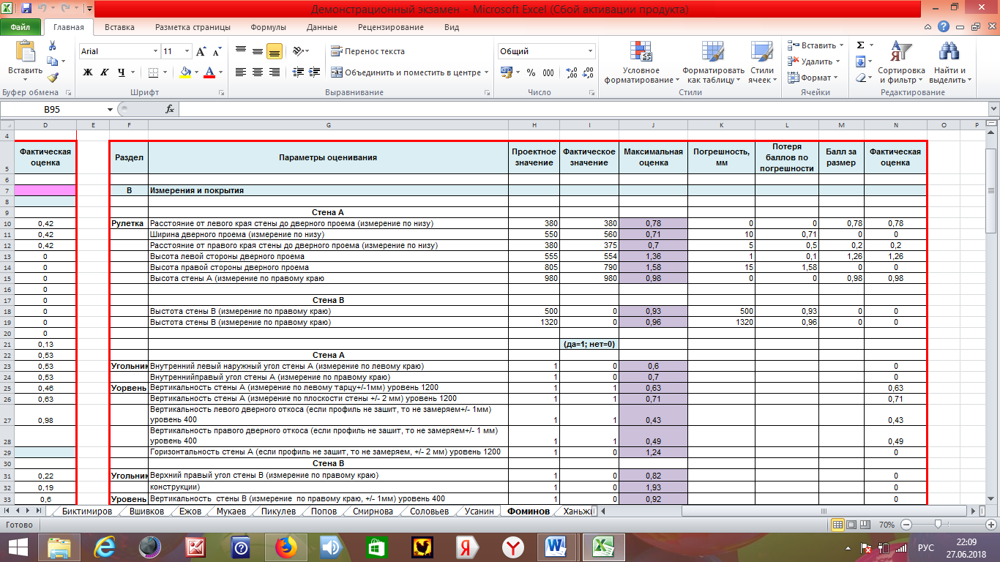 Демонстрационный экзамен - Microsoft Excel (Сбой активации продукта)
Файл Главная Вставка Разметка страницы Формулы Данные Рецензирование Вид
Вставить Arial 11 Перенос текста Общий Условное форматирование Форматировать как таблицу Стили ячеек Вставить Сортировка и фильтр Найти и выделить
Ж К Ч Объединить и поместить в центре % 000 Удалить Формат
Буфер обмена Шрифт Выравнивание Число Стили Ячейки Редактирование
B95 fx
D E F G H I J K L M N O P
4
5 Фактическая оценка Раздел Параметры оценивания Проектное значение Фактическое значение Максимальная оценка Погрешность, мм Потеря баллов по погрешности Балл за размер Фактическая оценка
6
7 В Измерения и покрытия
8
9 Стена А
10 0,42 Рулетка Расстояние от левого края стены до дверного проема (измерение по низу) 380 380 0,78 0 0 0,78 0,78
11 0,42 Ширина дверного проема (измерение по низу) 550 560 0,71 10 0,71 0 0
12 0,42 Расстояние от правого края стены до дверного проема (измерение по низу) 380 375 0,7 5 0,5 0,2 0,2
13 0 Высота левой стороны дверного проема 555 554 1,36 1 0,1 1,26 1,26
14 0 Высота правой стороны дверного проема 805 790 1,58 15 1,58 0 0
15 0 Высота стены А (измерение по правому краю 980 980 0,98 0 0 0,98 0,98
16 0
17 0 Стена В
18 0 Выстота стены В (измерение по правому краю) 500 0 0,93 500 0,93 0 0
19 0 Выстота стены В (измерение по правому краю) 1320 0 0,96 1320 0,96 0 0
20 0
21 0,13 (да=1; нет=0)
22 0,53 Стена А
23 0,53 Угольник Внутренний левый наружный угол стены А (измерение по левому краю) 1 0 0,6 0
24 0,53 Внутреннийправый угол стены А (измерение по правому краю) 1 0 0,7 0
25 0,46 Уорвень Вертикальность стены А (измерение по левому тарцу+/-1мм) уровень 1200 1 1 0,63 0,63
26 0,63 Вертикальность стены А (измерение по плоскости стены +/- 2 мм) уровень 1200 1 1 0,71 0,71
Вертикальность левого дверного откоса (если профиль не зашит, то не замеряем+/- 1мм)
27 0,98 уровень 400 1 1 0,43 0,43
Вертикальность правого дверного откоса (если профиль не зашит, то не замеряем+/- 1 мм)
28 уровень 400 1 1 0,49 0,49
29 Горизонтальность стены А (если профиль не зашит, то не замеряем, +/- 2 мм) уровень 1200 1 0 1,24 0
30 Стена В
31 0,22 Угольник Верхний правый угол стены В (измерение по правому краю) 1 0 0,82 0
32 0,19 конструкции) 1 0 1,93 0
33 0,6 Уровень Вертикальность стены В (измерение по правому краю, +/- 1мм) уровень 400 1 0 0,92 0
Биктимиров Вшивков Ежов Мукаев Пикулев Попов Смирнова Соловьев Усанин Фоминов Ханьж
Готово 70%
РУС 22:09
27.06.2018